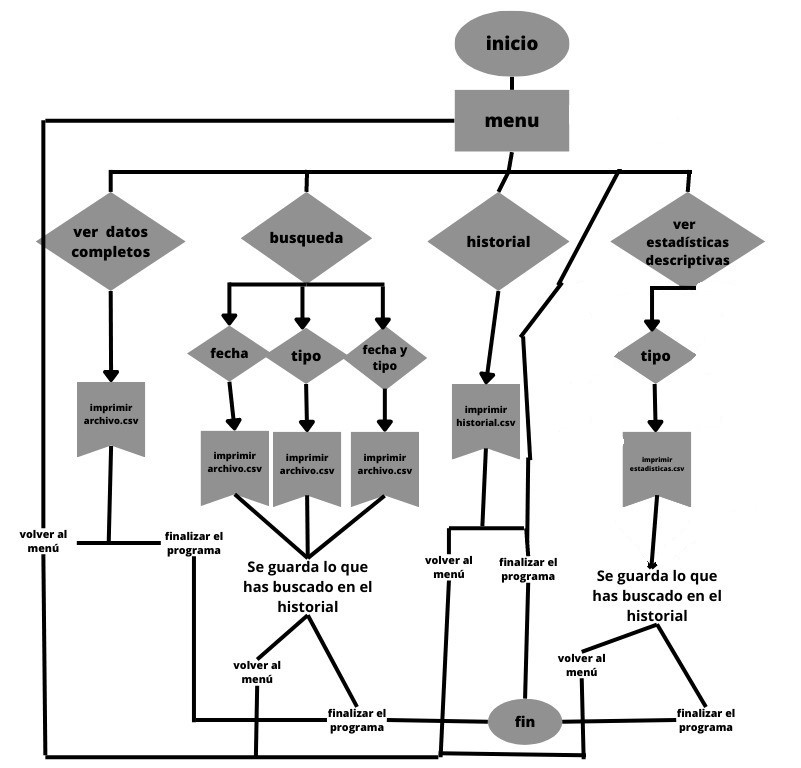 inicio
menu
ver datos
completos
busqueda
historial
ver
estadísticas
descriptivas
fecha
tipo
fecha y
tipo
tipo
imprimir
archivo.csv
imprimir
historial.csv
imprimir
archivo.csv
imprimir
archivo.csv
imprimir
archivo.csv
imprimir
estadisticas.csv
volver al
menú
finalizar el
programa
Se guarda lo que
has buscado en el
historial
volver al
menú
finalizar el
programa
Se guarda lo que
has buscado en el
historial
volver al
menú
volver al
menú
finalizar el
programa
fin
finalizar el
programa